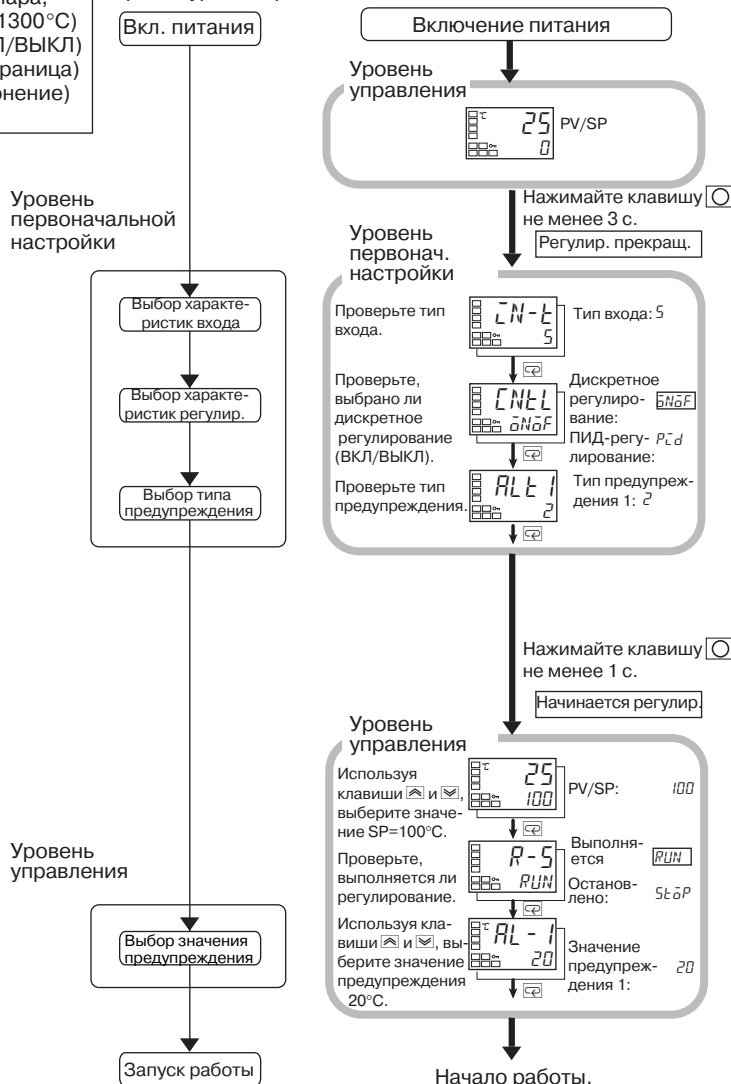 1300°C)
/ВЫКЛ)
Вкл. питания
Уровень
первоначальной
настройки
Выбор характе-
ристик входа
Выбор характе-
ристик регулир.
Выбор типа
предупреждения
Уровень
управления
Выбор значения
предупреждения
Запуск работы
Включение питания
Уровень
управления
°C 25 PV/SP
0
Нажимайте клавишу
не менее 3 с.
Регулир. прекращ.
Уровень
первонач.
настройки
Проверьте тип
входа.
IN-t
5
Тип входа: 5
Проверьте,
выбрано ли
дискретное
регулирование
(ВКЛ/ВЫКЛ).
CNtL
oNoF
Дискретное
регулиро- oNoF
вание:
ПИД-регу- PId
лирование:
Проверьте тип
предупреждения.
ALt1
2
Тип предупреж-
дения 1: 2
Нажимайте клавишу
не менее 1 с.
Начинается регулир.
Уровень
управления
Используя
клавиши и ,
выберите значе-
ние SP=100°C.
°C 25
100
PV/SP: 100
Проверьте,
выполняется ли
регулирование.
R-S
RUN
Выполня-
ется RUN
Останов-
лено: StoP
Используя кла-
виши и , вы-
берите значение
предупреждения
20°C.
°C AL-1
20
Значение
предупреж- 20
дения 1:
Начало работы.